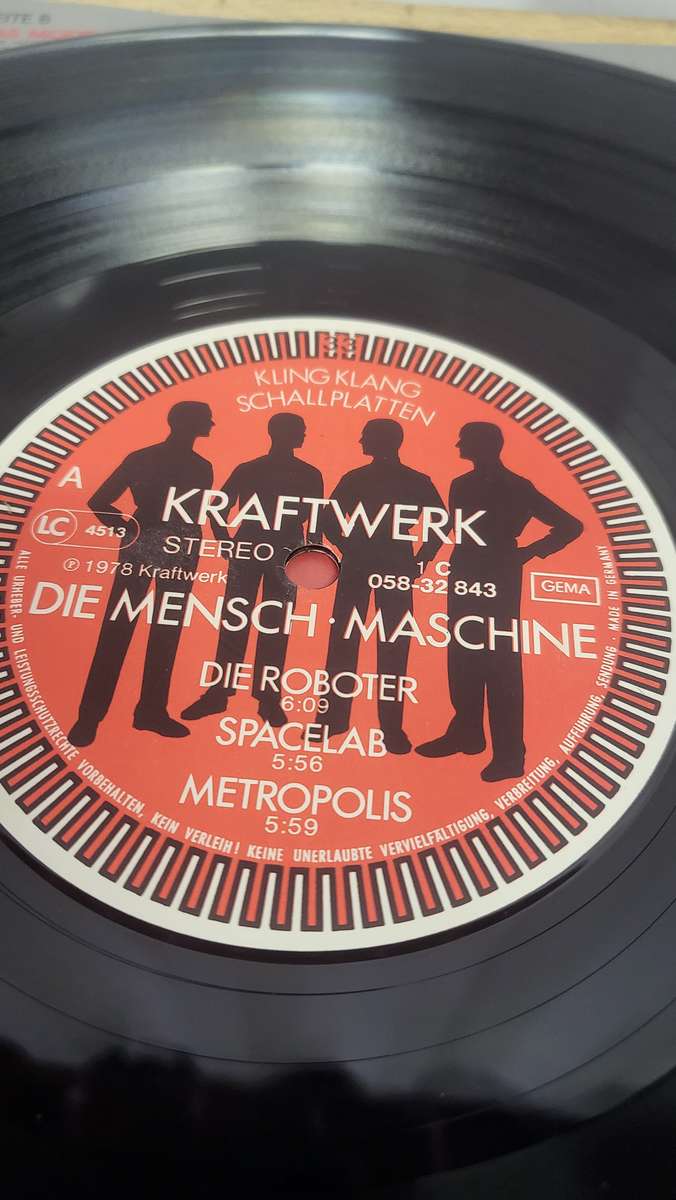 SEITE B
33
KLING KLANG
SCHALLPLATTEN
A
KRAFTWERK
LC 4513
STEREO
1 C
058-32 843
GEMA
℗ 1978 Kraftwerk
DIE MENSCH·MASCHINE
DIE ROBOTER
6:09
SPACELAB
5:56
METROPOLIS
5:59
ALLE URHEBER- UND LEISTUNGSSCHUTZRECHTE VORBEHALTEN, KEIN VERLEIH! KEINE UNERLAUBTE VERVIELFÄLTIGUNG, VERBREITUNG, AUFFÜHRUNG, SENDUNG · MADE IN GERMANY